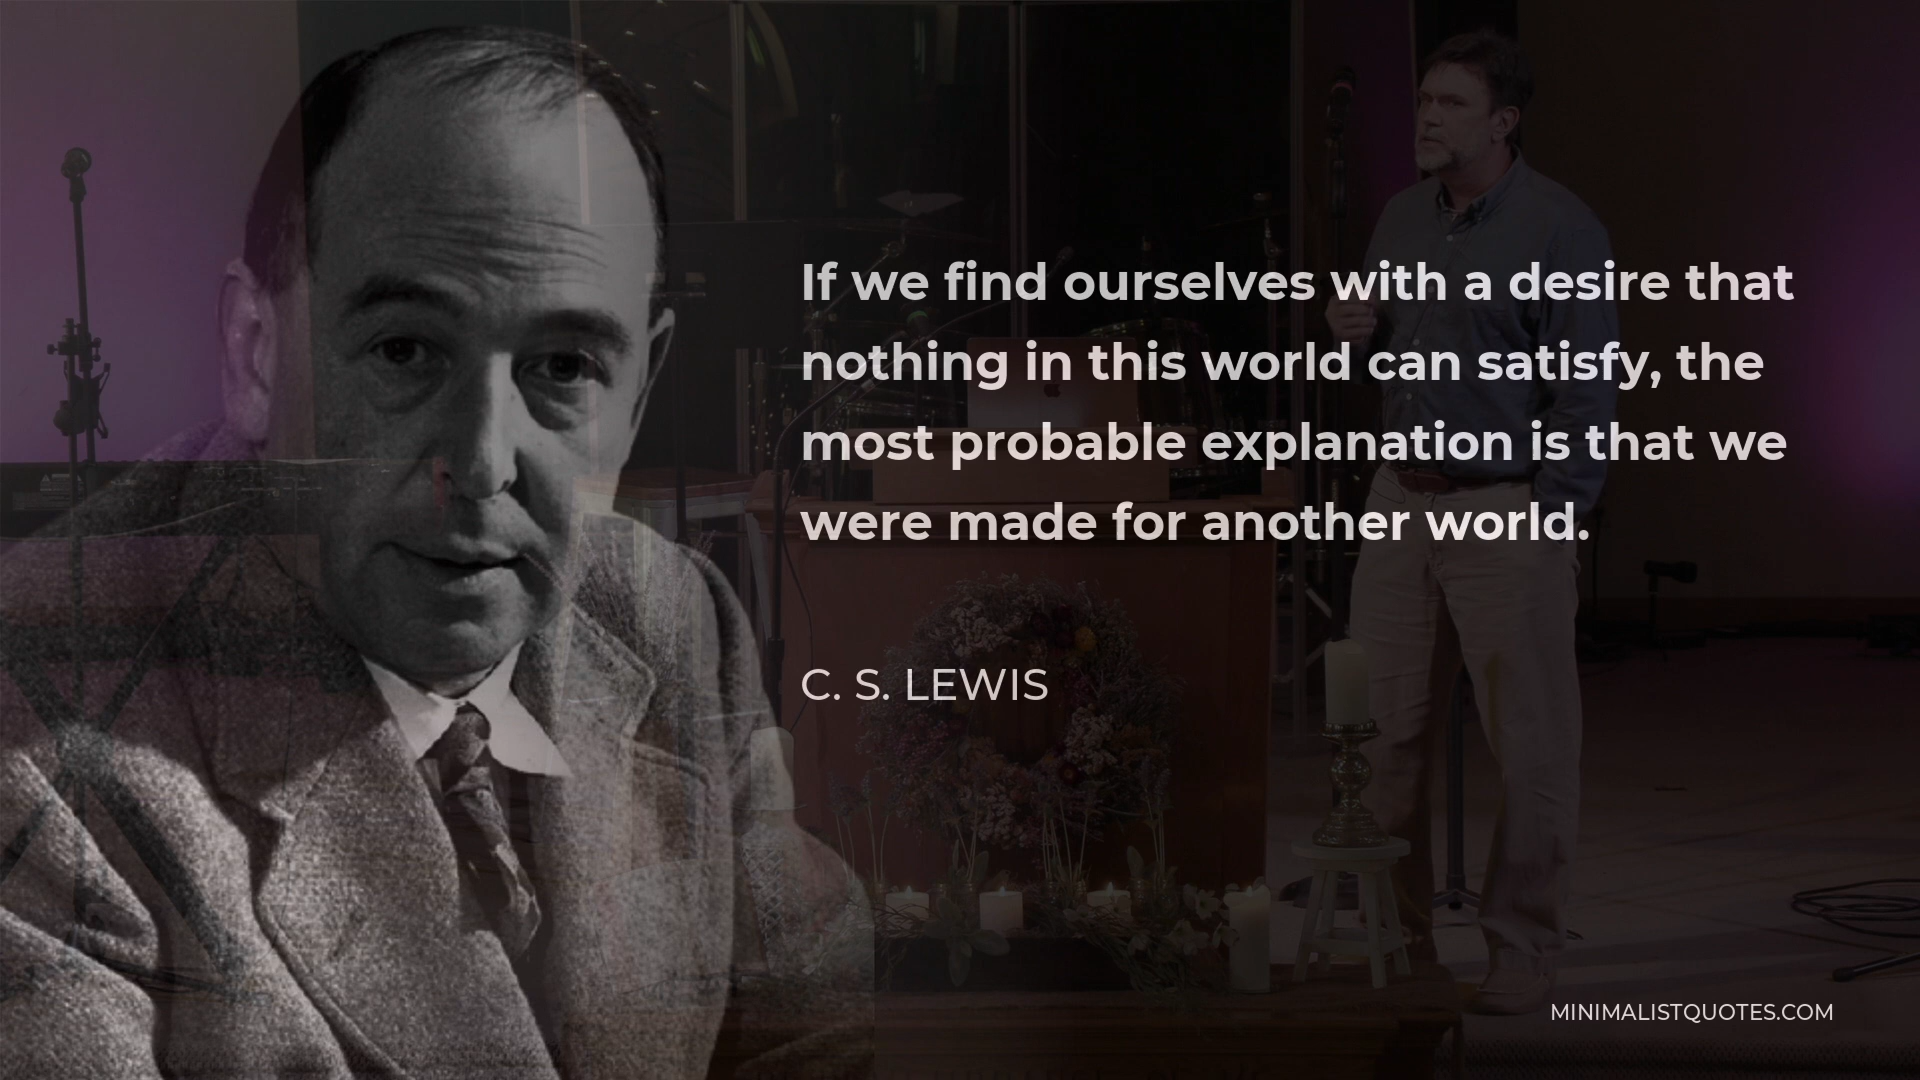 If we find ourselves with a desire that
nothing in this world can satisfy, the
most probable explanation is that we
were made for another world.
C. S. LEWIS
MINIMALISTQUOTES.COM